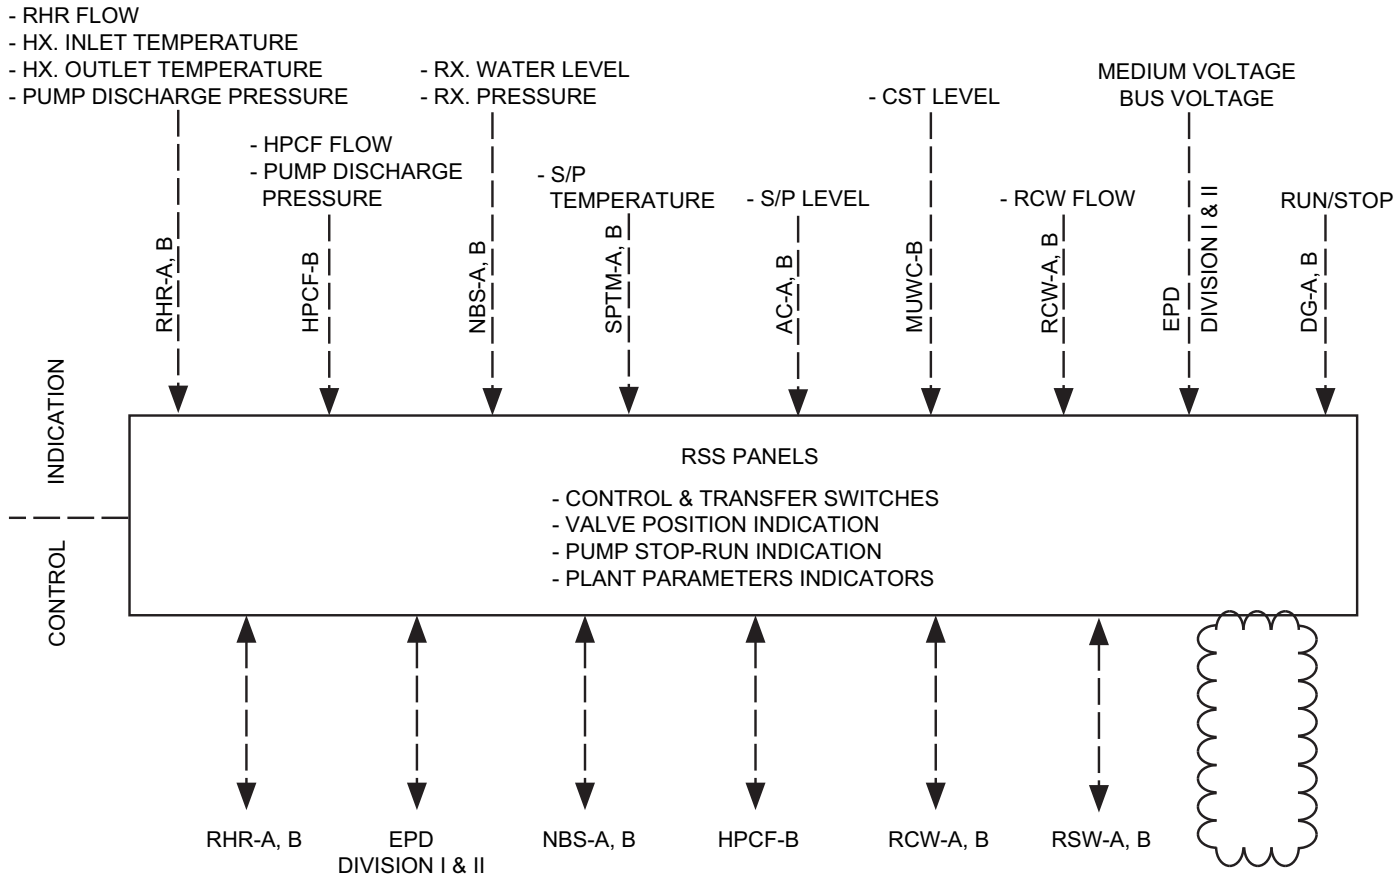 - RHR FLOW
- HX. INLET TEMPERATURE
- HX. OUTLET TEMPERATURE
- PUMP DISCHARGE PRESSURE
- HPCF FLOW
- PUMP DISCHARGE
PRESSURE
- RX. WATER LEVEL
- RX. PRESSURE
- S/P
TEMPERATURE
- S/P LEVEL
- CST LEVEL
- RCW FLOW
MEDIUM VOLTAGE
BUS VOLTAGE
RUN/STOP
RHR-A, B
HPCF-B
NBS-A, B
SPTM-A, B
AC-A, B
MUWC-B
RCW-A, B
EPD
DIVISION I & II
DG-A, B
INDICATION
CONTROL
RSS PANELS
- CONTROL & TRANSFER SWITCHES
- VALVE POSITION INDICATION
- PUMP STOP-RUN INDICATION
- PLANT PARAMETERS INDICATORS
RHR-A, B
EPD
DIVISION I & II
NBS-A, B
HPCF-B
RCW-A, B
RSW-A, B